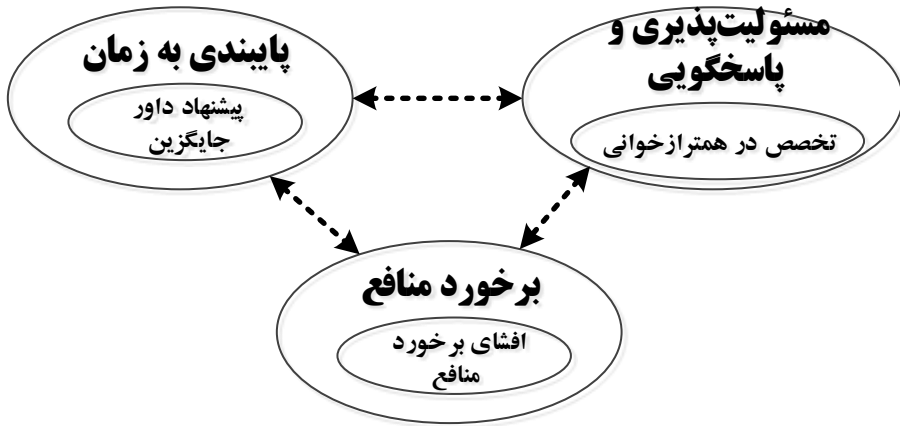 مسئولیت‌پذیری و
پاسخگویی
تخصص در همترازخوانی
پایبندی به زمان
پیشنهاد داور
جایگزین
برخورد منافع
افشای برخورد
منافع